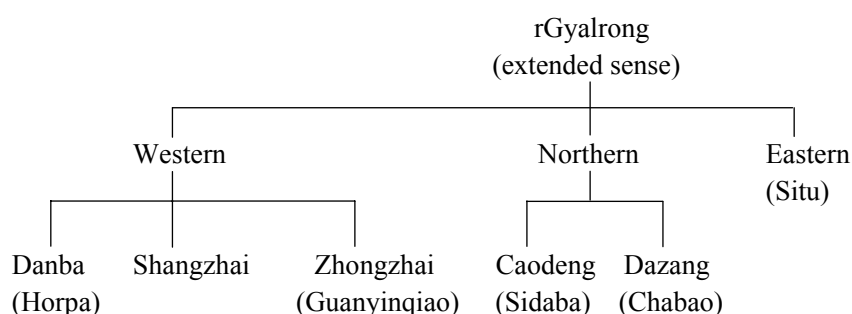 rGyalrong
(extended sense)
Western Northern Eastern
(Situ)
Danba Shangzhai Zhongzhai Caodeng Dazang
(Horpa) (Guanyinqiao) (Sidaba) (Chabao)